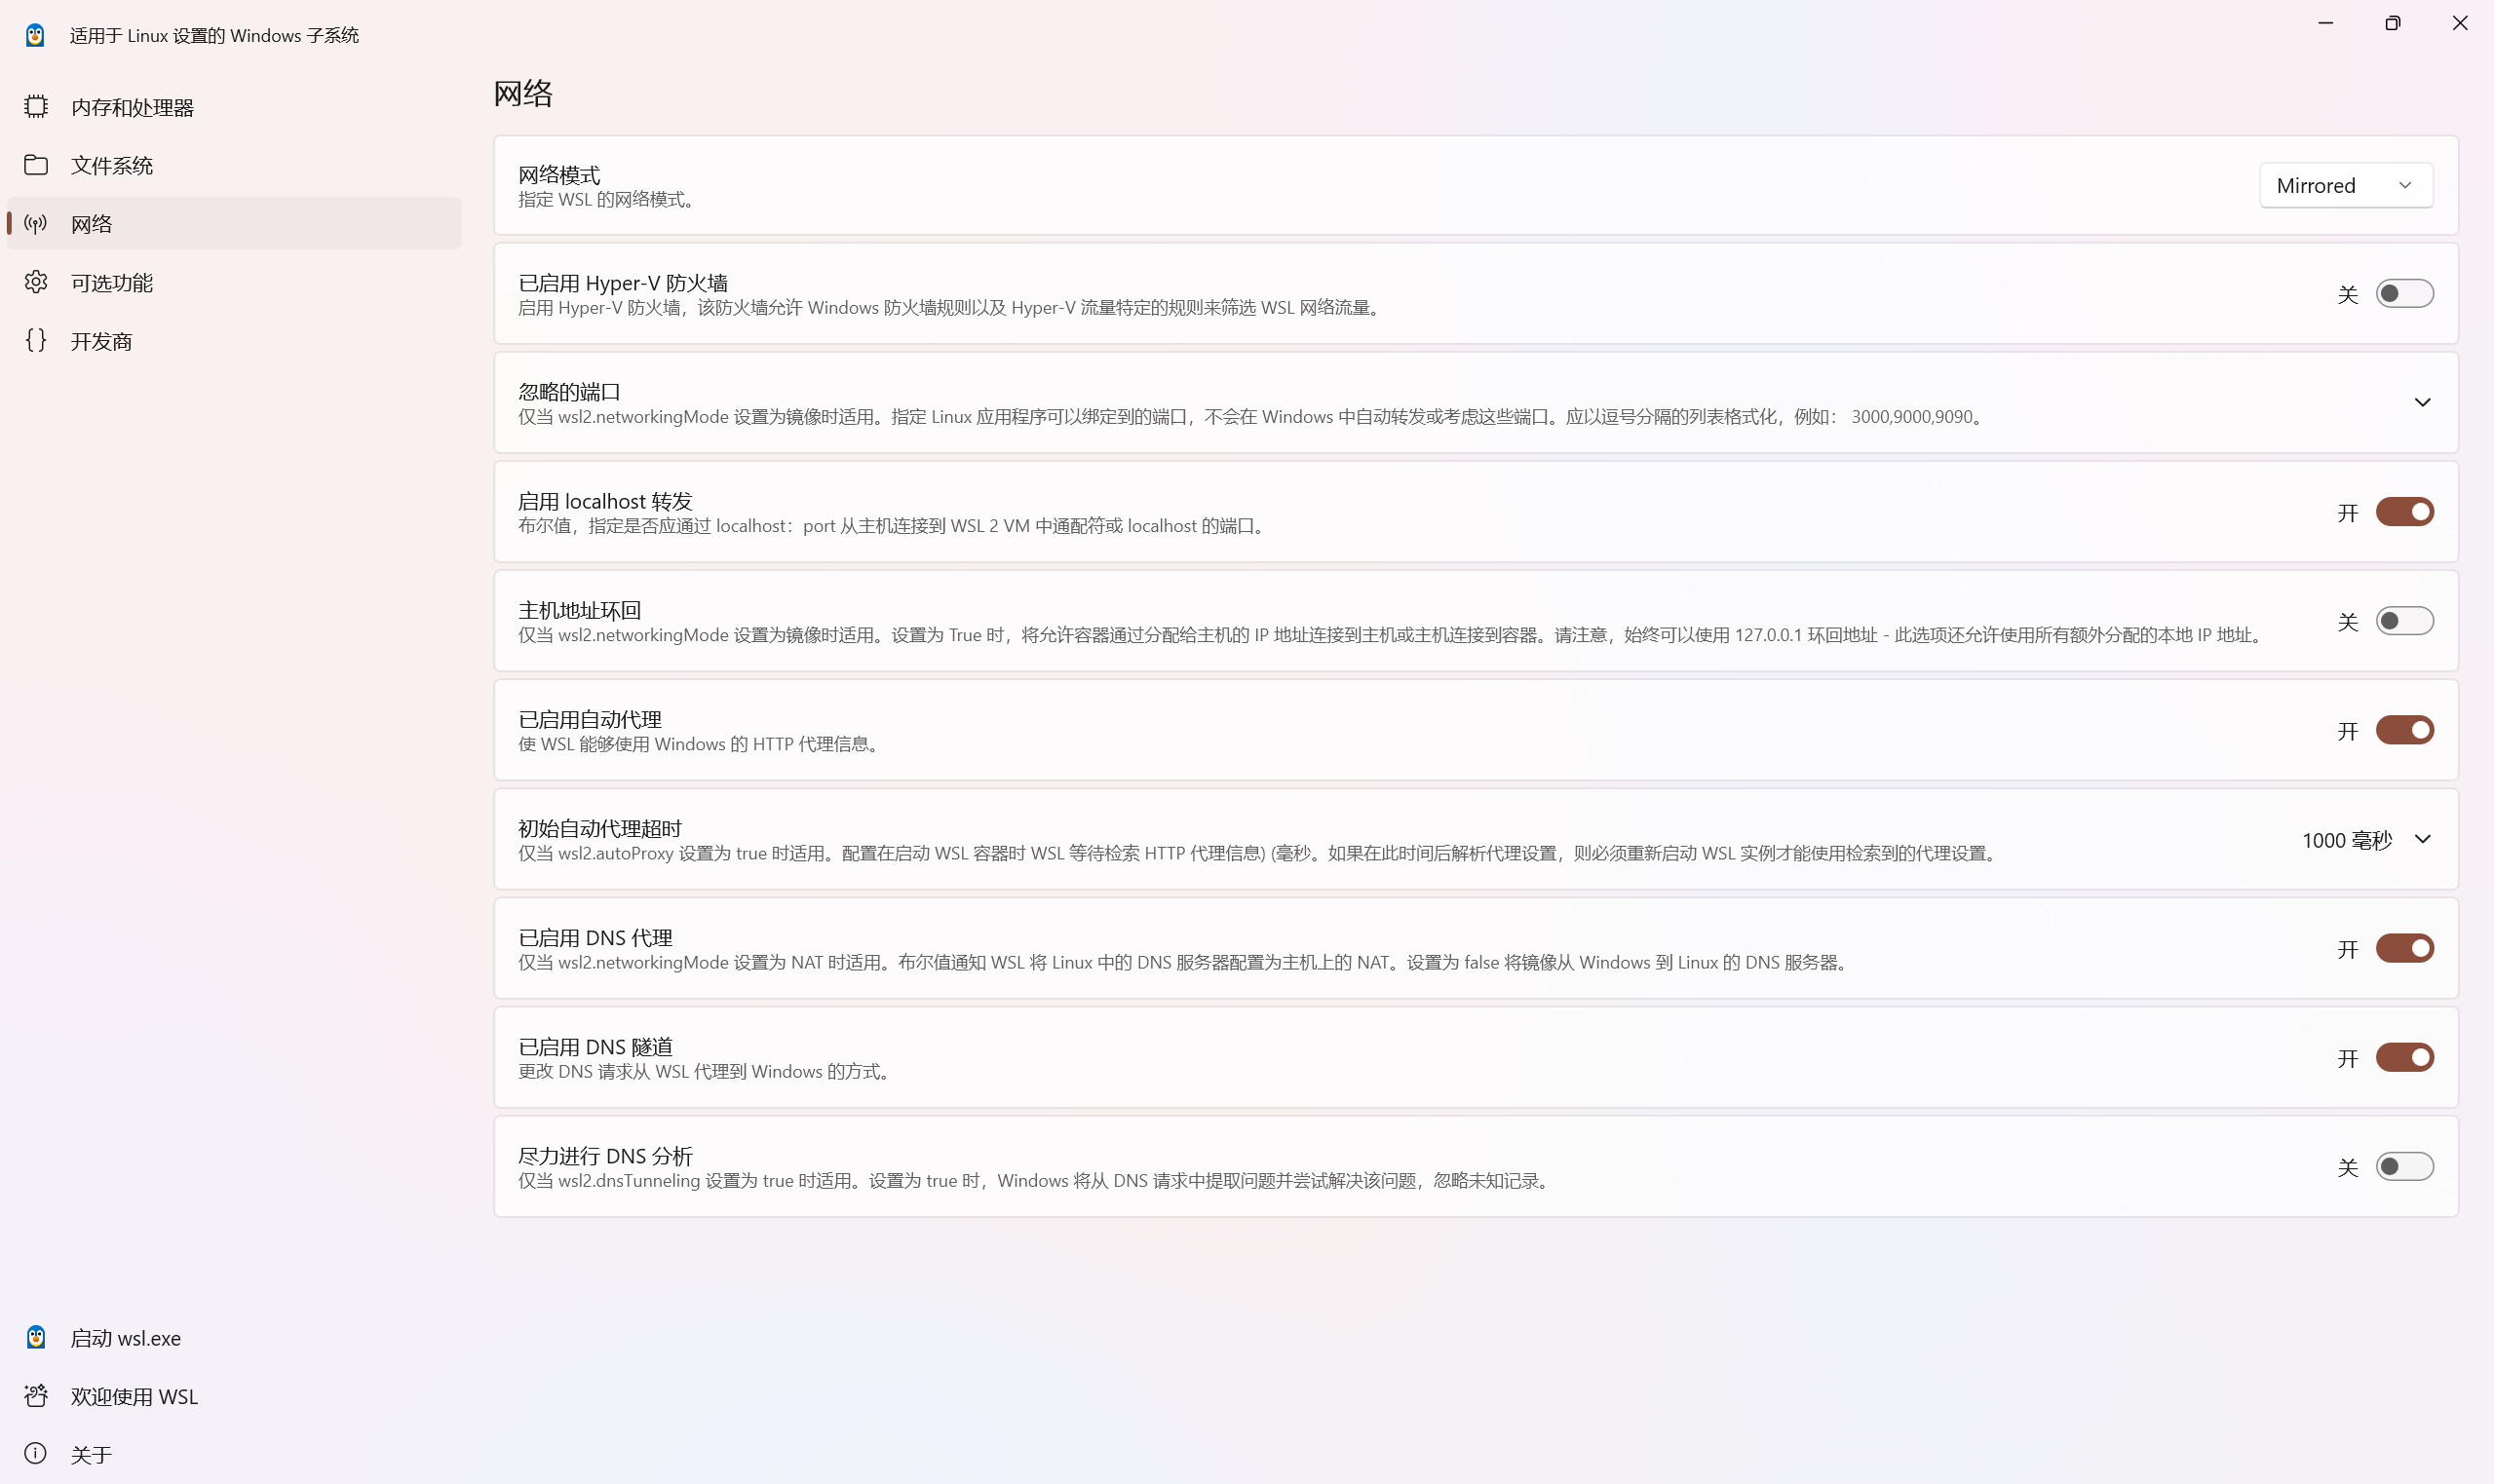 适用于 Linux 设置的 Windows 子系统
内存和处理器
文件系统
网络
可选功能
开发商
网络
网络模式
指定 WSL 的网络模式。
Mirrored
已启用 Hyper-V 防火墙
启用 Hyper-V 防火墙，该防火墙允许 Windows 防火墙规则以及 Hyper-V 流量特定的规则来筛选 WSL 网络流量。
关
忽略的端口
仅当 wsl2.networkingMode 设置为镜像时适用。指定 Linux 应用程序可以绑定到的端口，不会在 Windows 中自动转发或考虑这些端口。应以逗号分隔的列表格式化，例如： 3000,9000,9090。
启用 localhost 转发
布尔值，指定是否应通过 localhost：port 从主机连接到 WSL 2 VM 中通配符或 localhost 的端口。
开
主机地址环回
仅当 wsl2.networkingMode 设置为镜像时适用。设置为 True 时，将允许容器通过分配给主机的 IP 地址连接到主机或主机连接到容器。请注意，始终可以使用 127.0.0.1 环回地址 - 此选项还允许使用所有额外分配的本地 IP 地址。
关
已启用自动代理
使 WSL 能够使用 Windows 的 HTTP 代理信息。
开
初始自动代理超时
仅当 wsl2.autoProxy 设置为 true 时适用。配置在启动 WSL 容器时 WSL 等待检索 HTTP 代理信息) (毫秒。如果在此时间后解析代理设置，则必须重新启动 WSL 实例才能使用检索到的代理设置。
1000 毫秒
已启用 DNS 代理
仅当 wsl2.networkingMode 设置为 NAT 时适用。布尔值通知 WSL 将 Linux 中的 DNS 服务器配置为主机上的 NAT。设置为 false 将镜像从 Windows 到 Linux 的 DNS 服务器。
开
已启用 DNS 隧道
更改 DNS 请求从 WSL 代理到 Windows 的方式。
开
尽力进行 DNS 分析
仅当 wsl2.dnsTunneling 设置为 true 时适用。设置为 true 时，Windows 将从 DNS 请求中提取问题并尝试解决该问题，忽略未知记录。
关
启动 wsl.exe
欢迎使用 WSL
关于